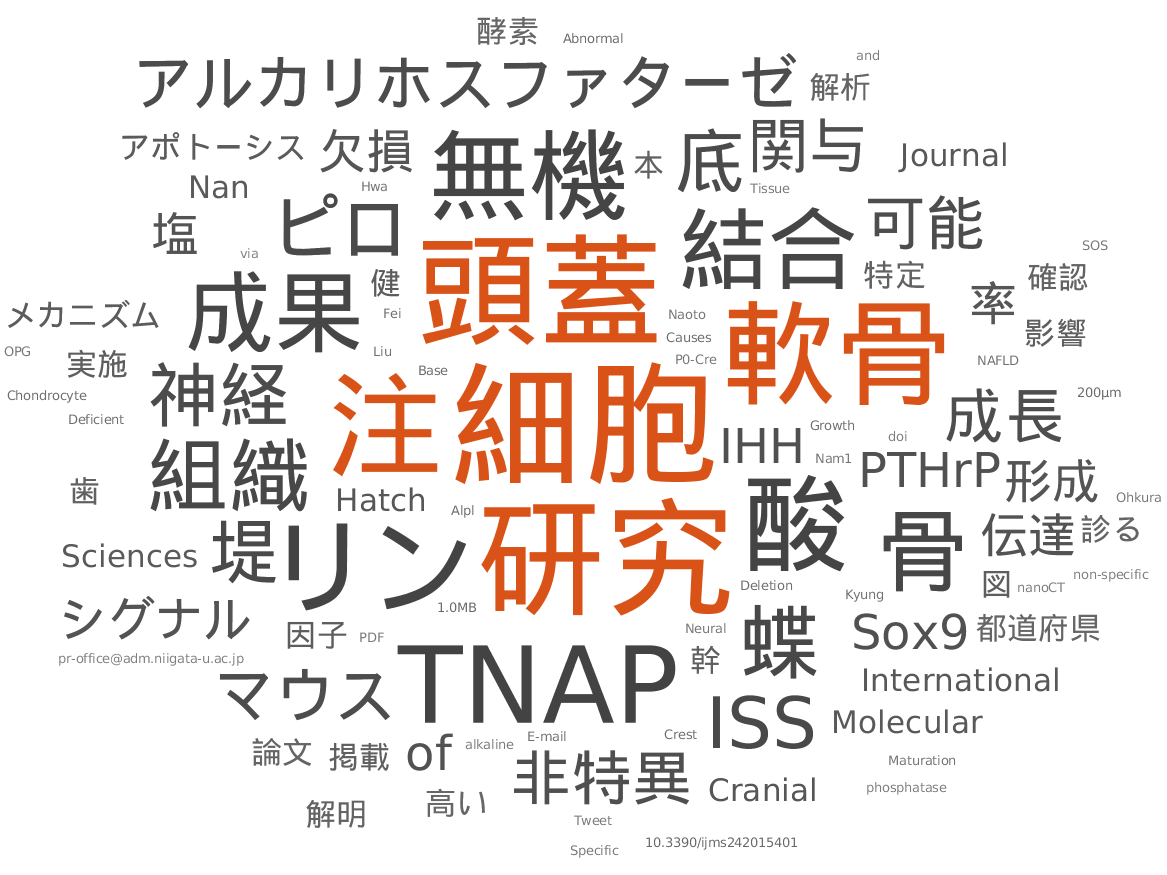 酵素
Abnormal
and
アルカリホスファターゼ
解析
アポトーシス
欠損
無機
本
底
関与
Journal
Nan
Hwa
Tissue
塩
ピロ
結合
可能
via
SOS
成果
健
頭蓋
特定
確認
率
メカニズム
Fei
Naoto
軟骨
影響
OPG
実施
Liu
Causes
P0-Cre
NAFLD
神経
Base
Chondrocyte
Deficient
注
細胞
成長
200μm
Growth
doi
IHH
Nam1
PTHrP
形成
組織
歯
Hatch
Alpl
Ohkura
酸
骨
伝達
診る
Sciences
堤
リン
研究
Deletion
Kyung
図
nanoCT
non-specific
1.0MB
シグナル
因子
PDF
Neural
蝶
Sox9
都道府県
pr-office@adm.niigata-u.ac.jp
幹
マウス
TNAP
International
ISS
Molecular
論文
掲載
of
alkaline
E-mail
Crest
非特異
Maturation
Cranial
phosphatase
解明
高い
Tweet
Specific
10.3390/ijms242015401